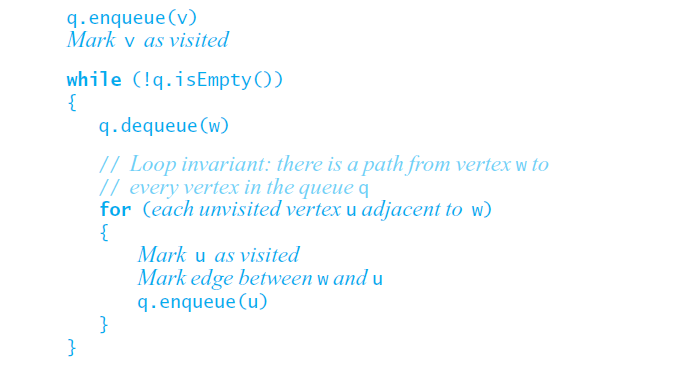 q.enqueue(v)
Mark v as visited
while (!q.isEmpty())
{
q.dequeue(w)
// Loop invariant: there is a path from vertex w to
// every vertex in the queue q
for (each unvisited vertex u adjacent to w)
{
Mark u as visited
Mark edge between w and u
q.enqueue(u)
}
}